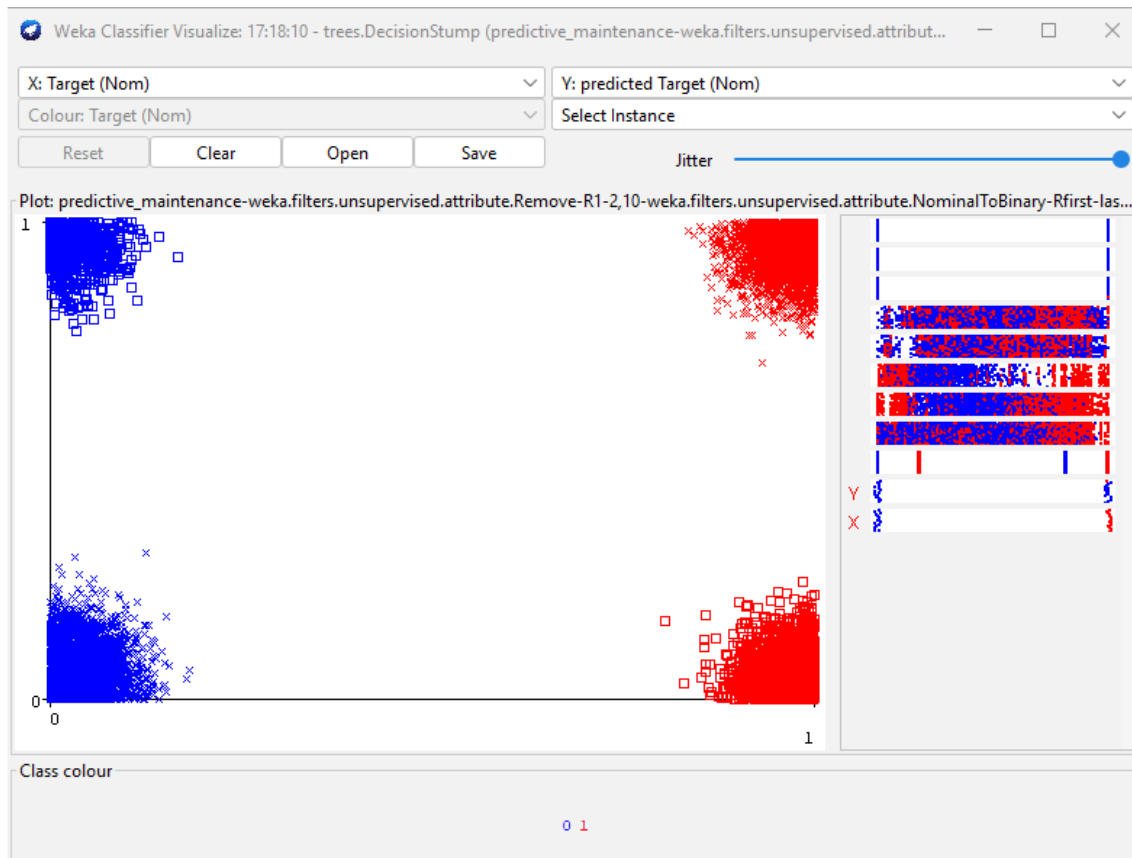 Weka Classifier Visualize: 17:18:10 - trees.DecisionStump (predictive_maintenance-weka.filters.unsupervised.attribut...
X: Target (Nom) Y: predicted Target (Nom)
Colour: Target (Nom) Select Instance
Reset Clear Open Save Jitter
Plot: predictive_maintenance-weka.filters.unsupervised.attribute.Remove-R1-2,10-weka.filters.unsupervised.attribute.NominalToBinary-Rfirst-las...
1
Y
X
0
0
1
Class colour
0 1